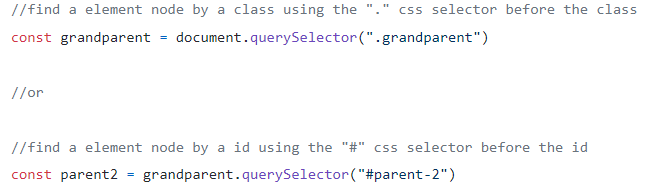 //find a element node by a class using the "." css selector before the class
const grandparent = document.querySelector(".grandparent")
//or
//find a element node by a id using the "#" css selector before the id
const parent2 = grandparent.querySelector("#parent-2")